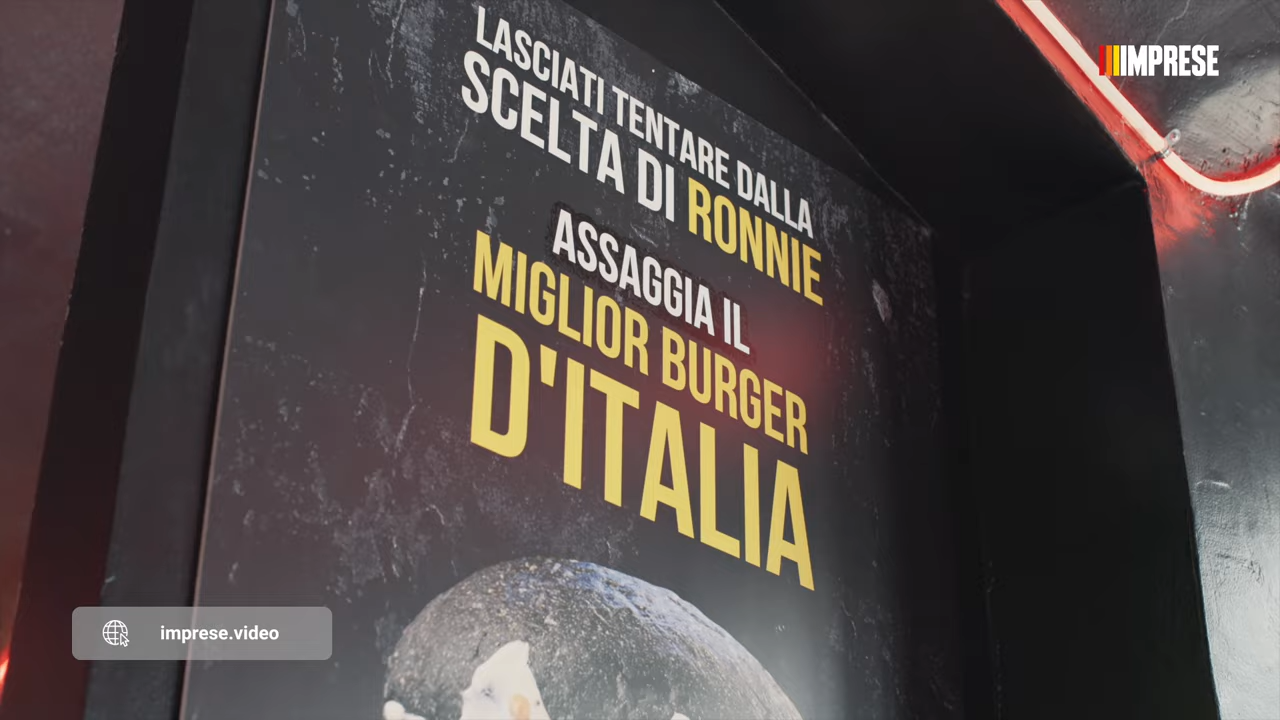 IMPRESE
LASCIATI TENTARE DALLA
SCELTA DI RONNIE
ASSAGGIA IL
MIGLIOR BURGER
D'ITALIA
imprese.video